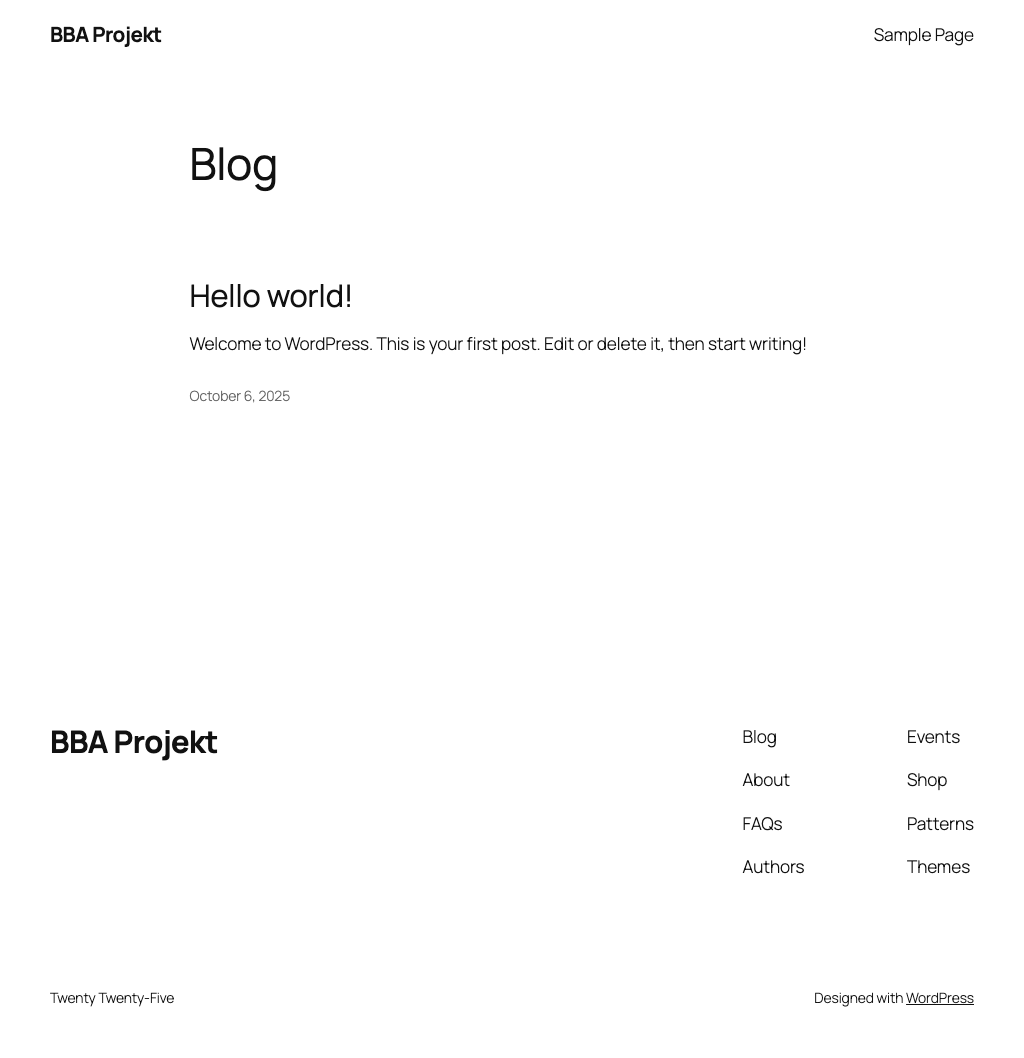 BBA Projekt
Sample Page
Blog
Hello world!
Welcome to WordPress. This is your first post. Edit or delete it, then start writing!
October 6, 2025
BBA Projekt
Blog
About
FAQs
Authors
Events
Shop
Patterns
Themes
Twenty Twenty-Five
Designed with WordPress